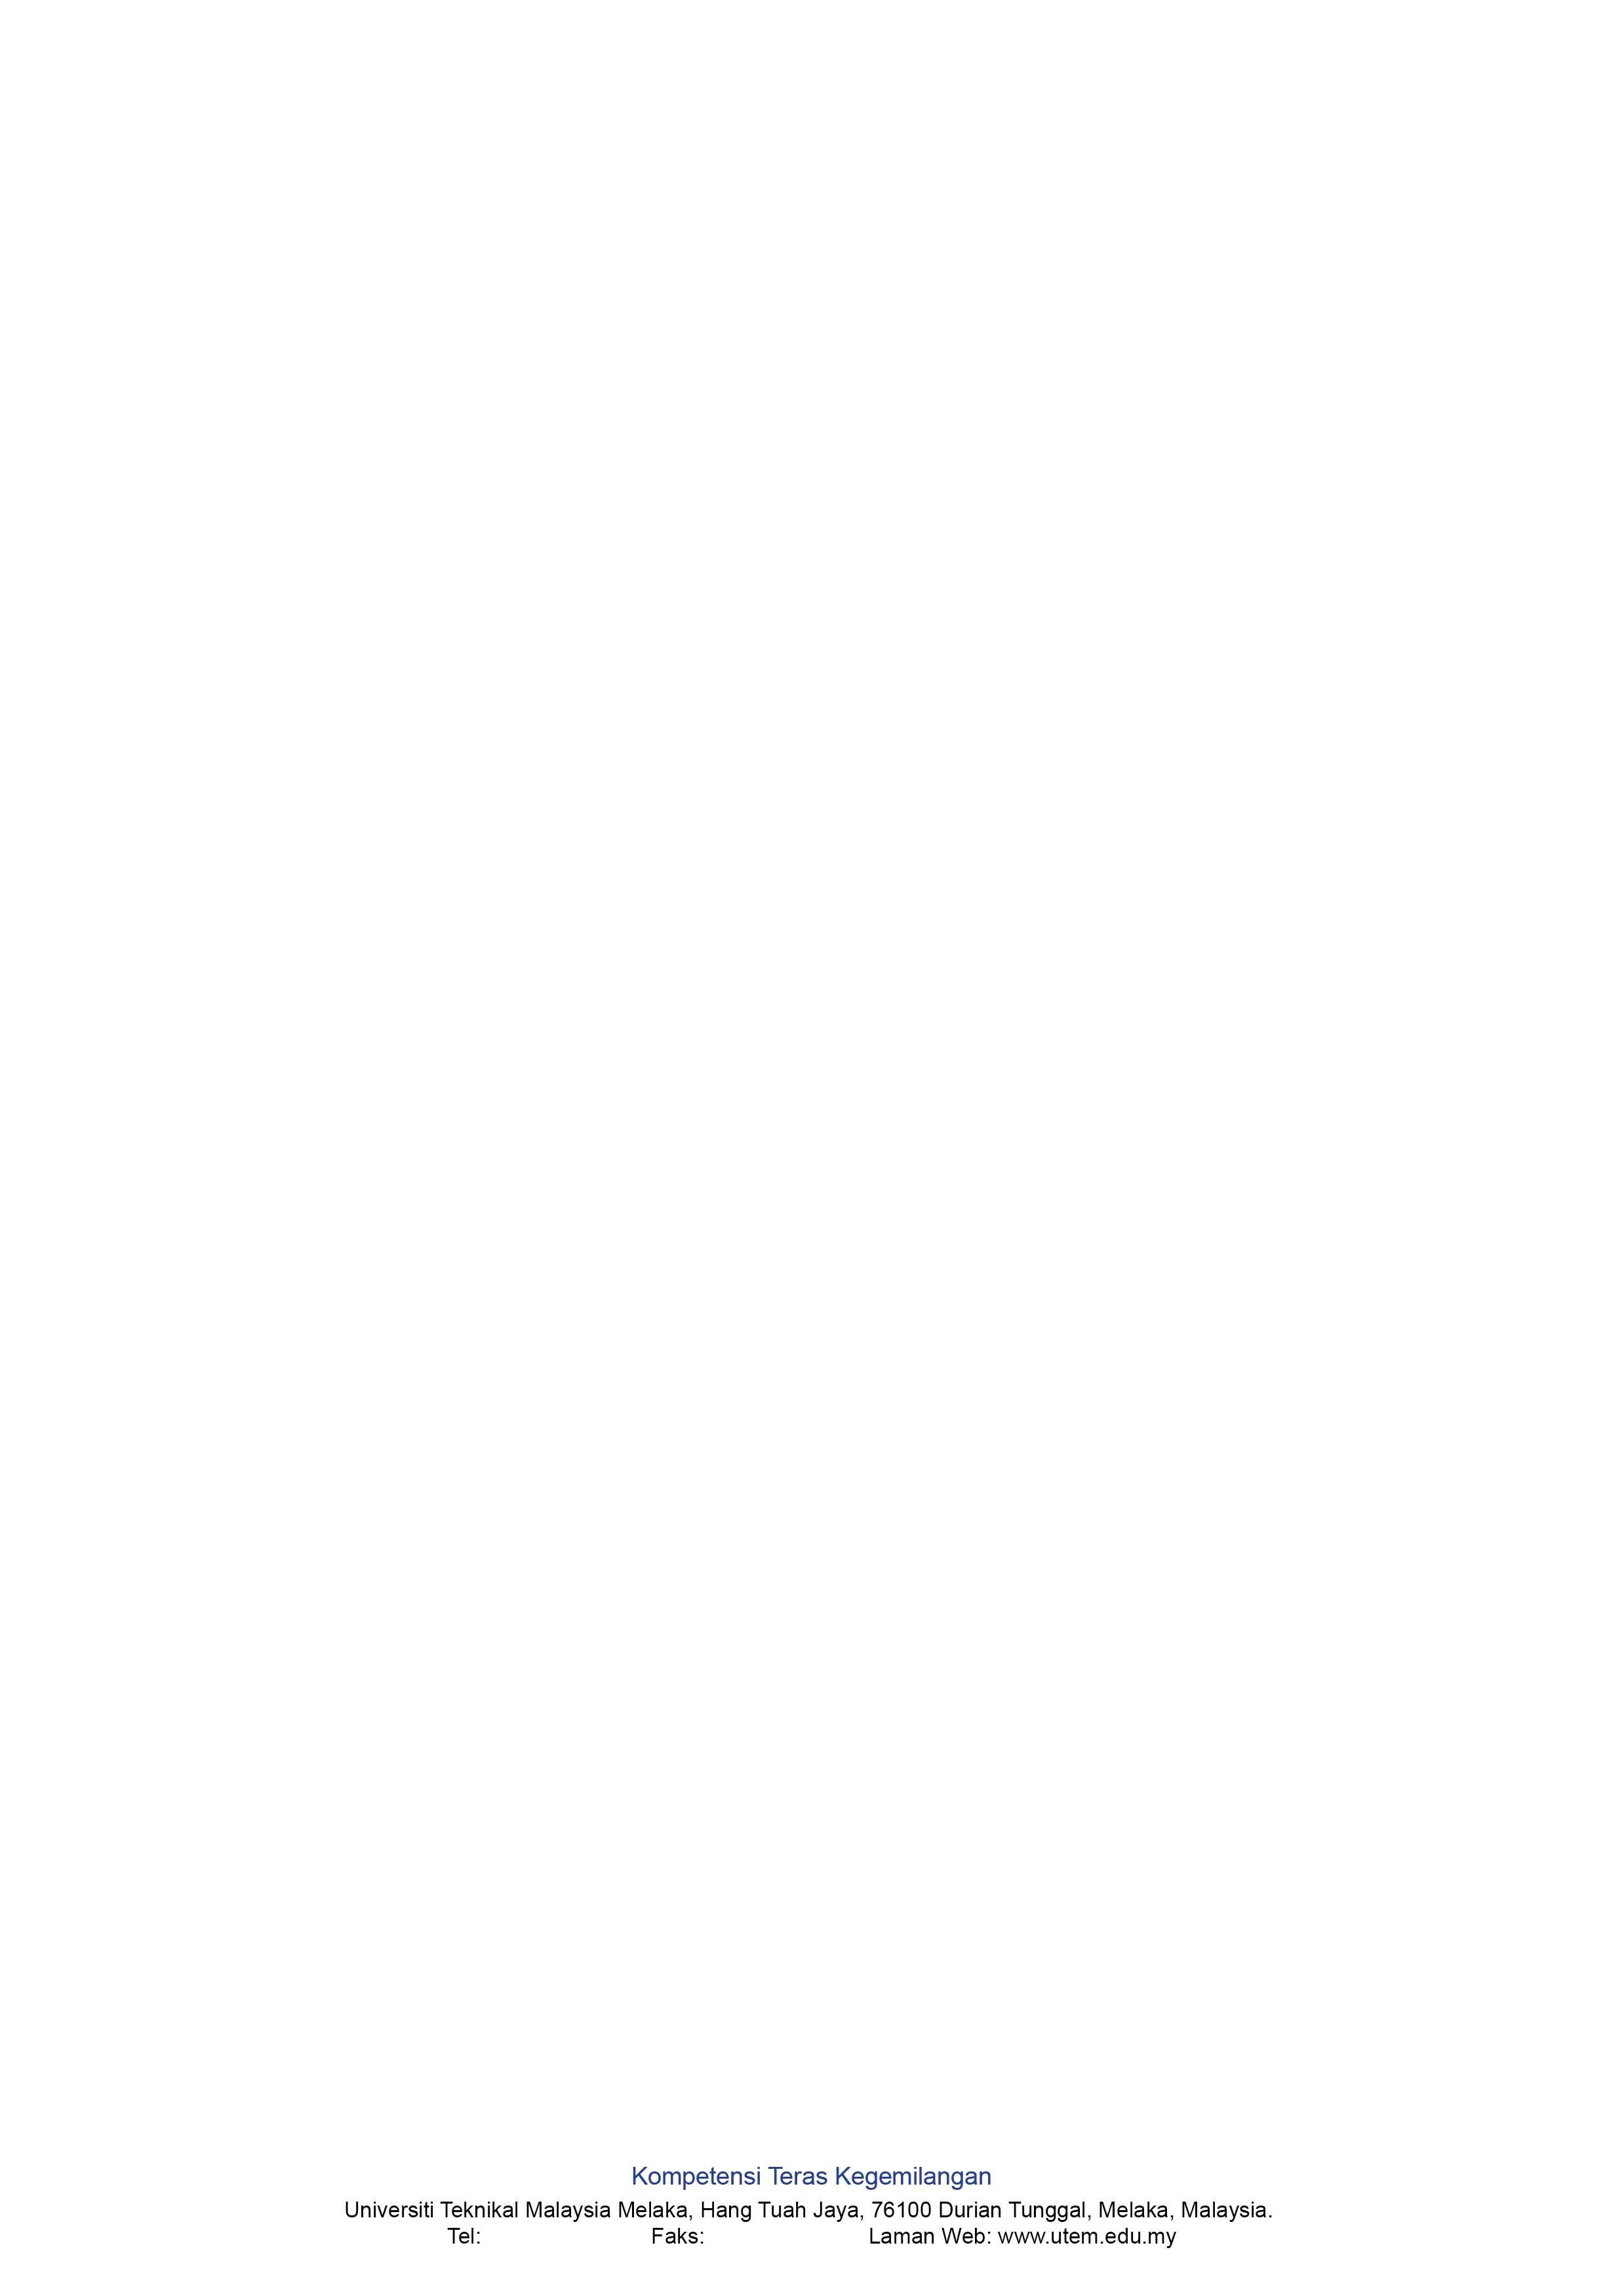 Kompetensi Teras Kegemilangan
Universiti Teknikal Malaysia Melaka, Hang Tuah Jaya, 76100 Durian Tunggal, Melaka, Malaysia.
Tel: Faks: Laman Web: www.utem.edu.my